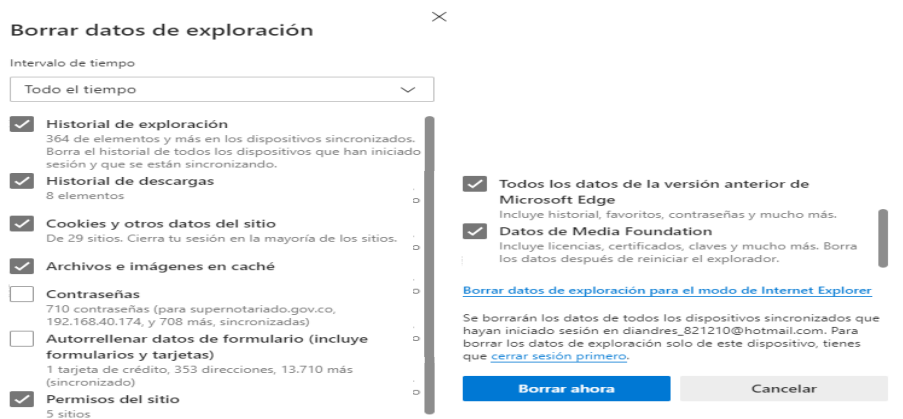 Borrar datos de exploración
Intervalo de tiempo
Todo el tiempo
Historial de exploración
364 de elementos y más en los dispositivos sincronizados.
Borra el historial de todos los dispositivos que han iniciado
sesión y que se están sincronizando.
Historial de descargas
8 elementos
Cookies y otros datos del sitio
De 29 sitios. Cierra tu sesión en la mayoría de los sitios.
Archivos e imágenes en caché
Contraseñas
710 contraseñas (para supernotariado.gov.co,
192.168.40.174, y 708 más, sincronizadas)
Autorrellenar datos de formulario (incluye
formularios y tarjetas)
1 tarjeta de crédito, 353 direcciones, 13.710 más
(sincronizado)
Permisos del sitio
5 sitios
Todos los datos de la versión anterior de
Microsoft Edge
Incluye historial, favoritos, contraseñas y mucho más.
Datos de Media Foundation
Incluye licencias, certificados, claves y mucho más. Borra
los datos después de reiniciar el explorador.
Borrar datos de exploración para el modo de Internet Explorer
Se borrarán los datos de todos los dispositivos sincronizados que
hayan iniciado sesión en diandres_821210@hotmail.com. Para
borrar los datos de exploración solo de este dispositivo, tienes
que cerrar sesión primero.
Borrar ahora
Cancelar